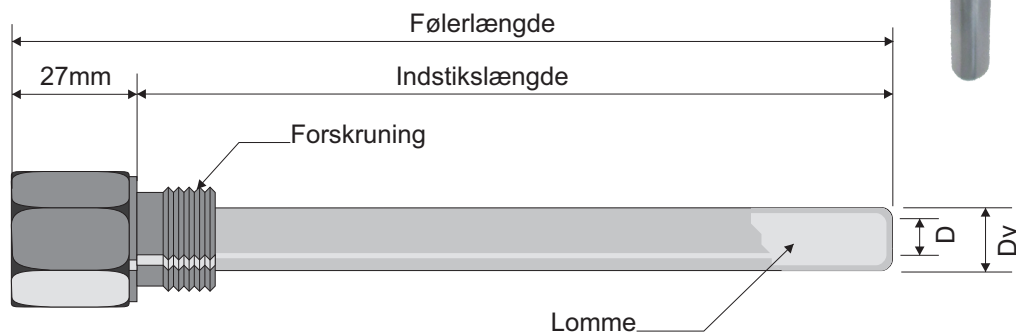 Følerlængde
27mm
Indstikslængde
Forskruning
D
Dv
Lomme